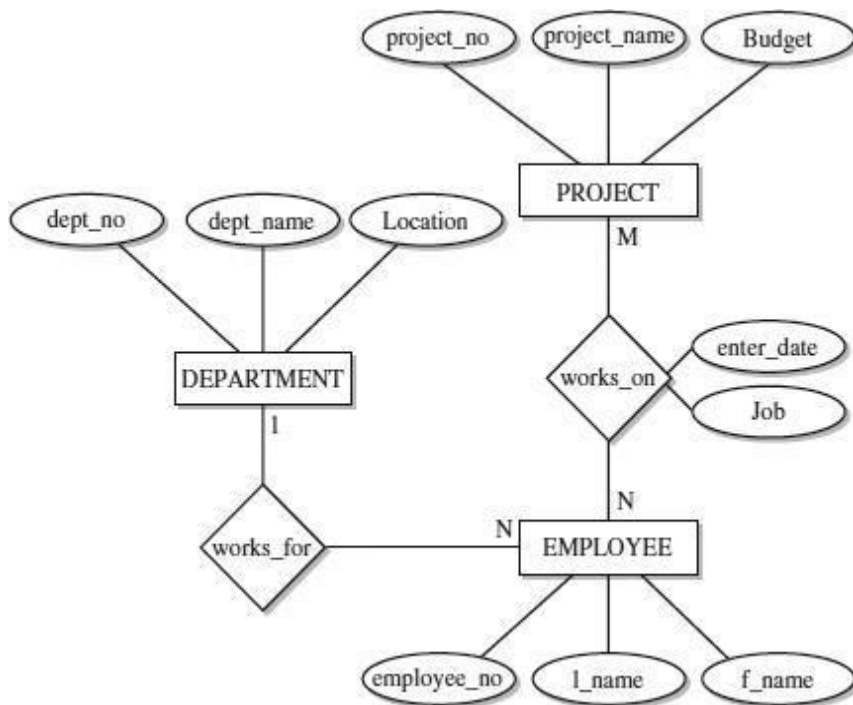 project_no
project_name
Budget
PROJECT
M
dept_no
dept_name
Location
DEPARTMENT
1
works_on
enter_date
Job
works_for
N
N
EMPLOYEE
employee_no
l_name
f_name